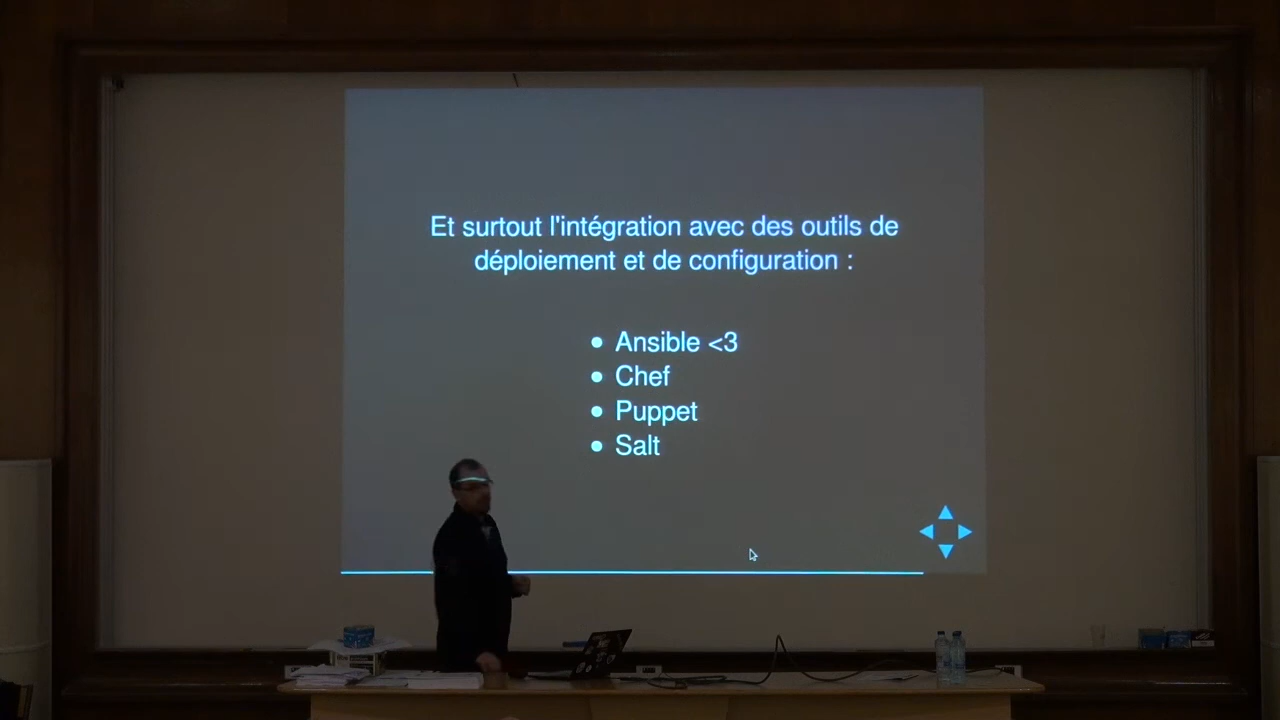 Et surtout l'intégration avec des outils de
déploiement et de configuration :
• Ansible <3
• Chef
• Puppet
• Salt